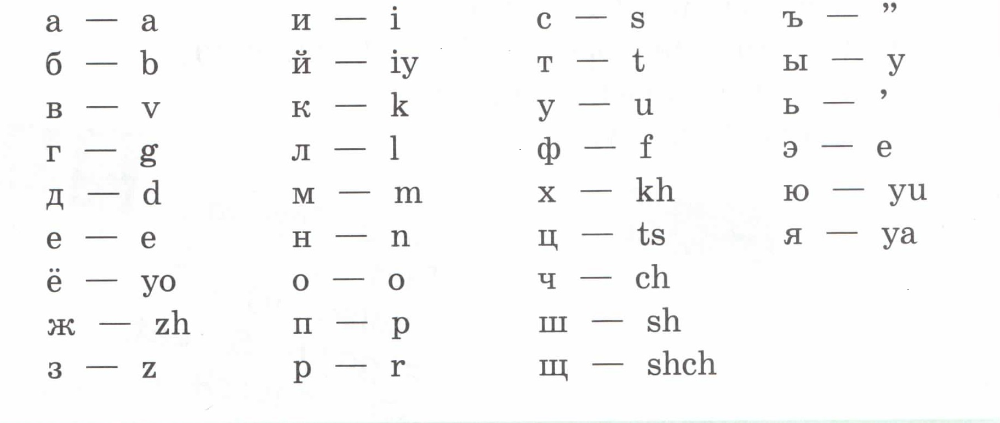 а — a
б — b
в — v
г — g
д — d
е — e
ё — yo
ж — zh
з — z
и — i
й — iy
к — k
л — l
м — m
н — n
о — o
п — p
р — r
с — s
т — t
у — u
ф — f
х — kh
ц — ts
ч — ch
ш — sh
щ — shch
ъ — ”
ы — y
ь — ’
э — e
ю — yu
я — ya